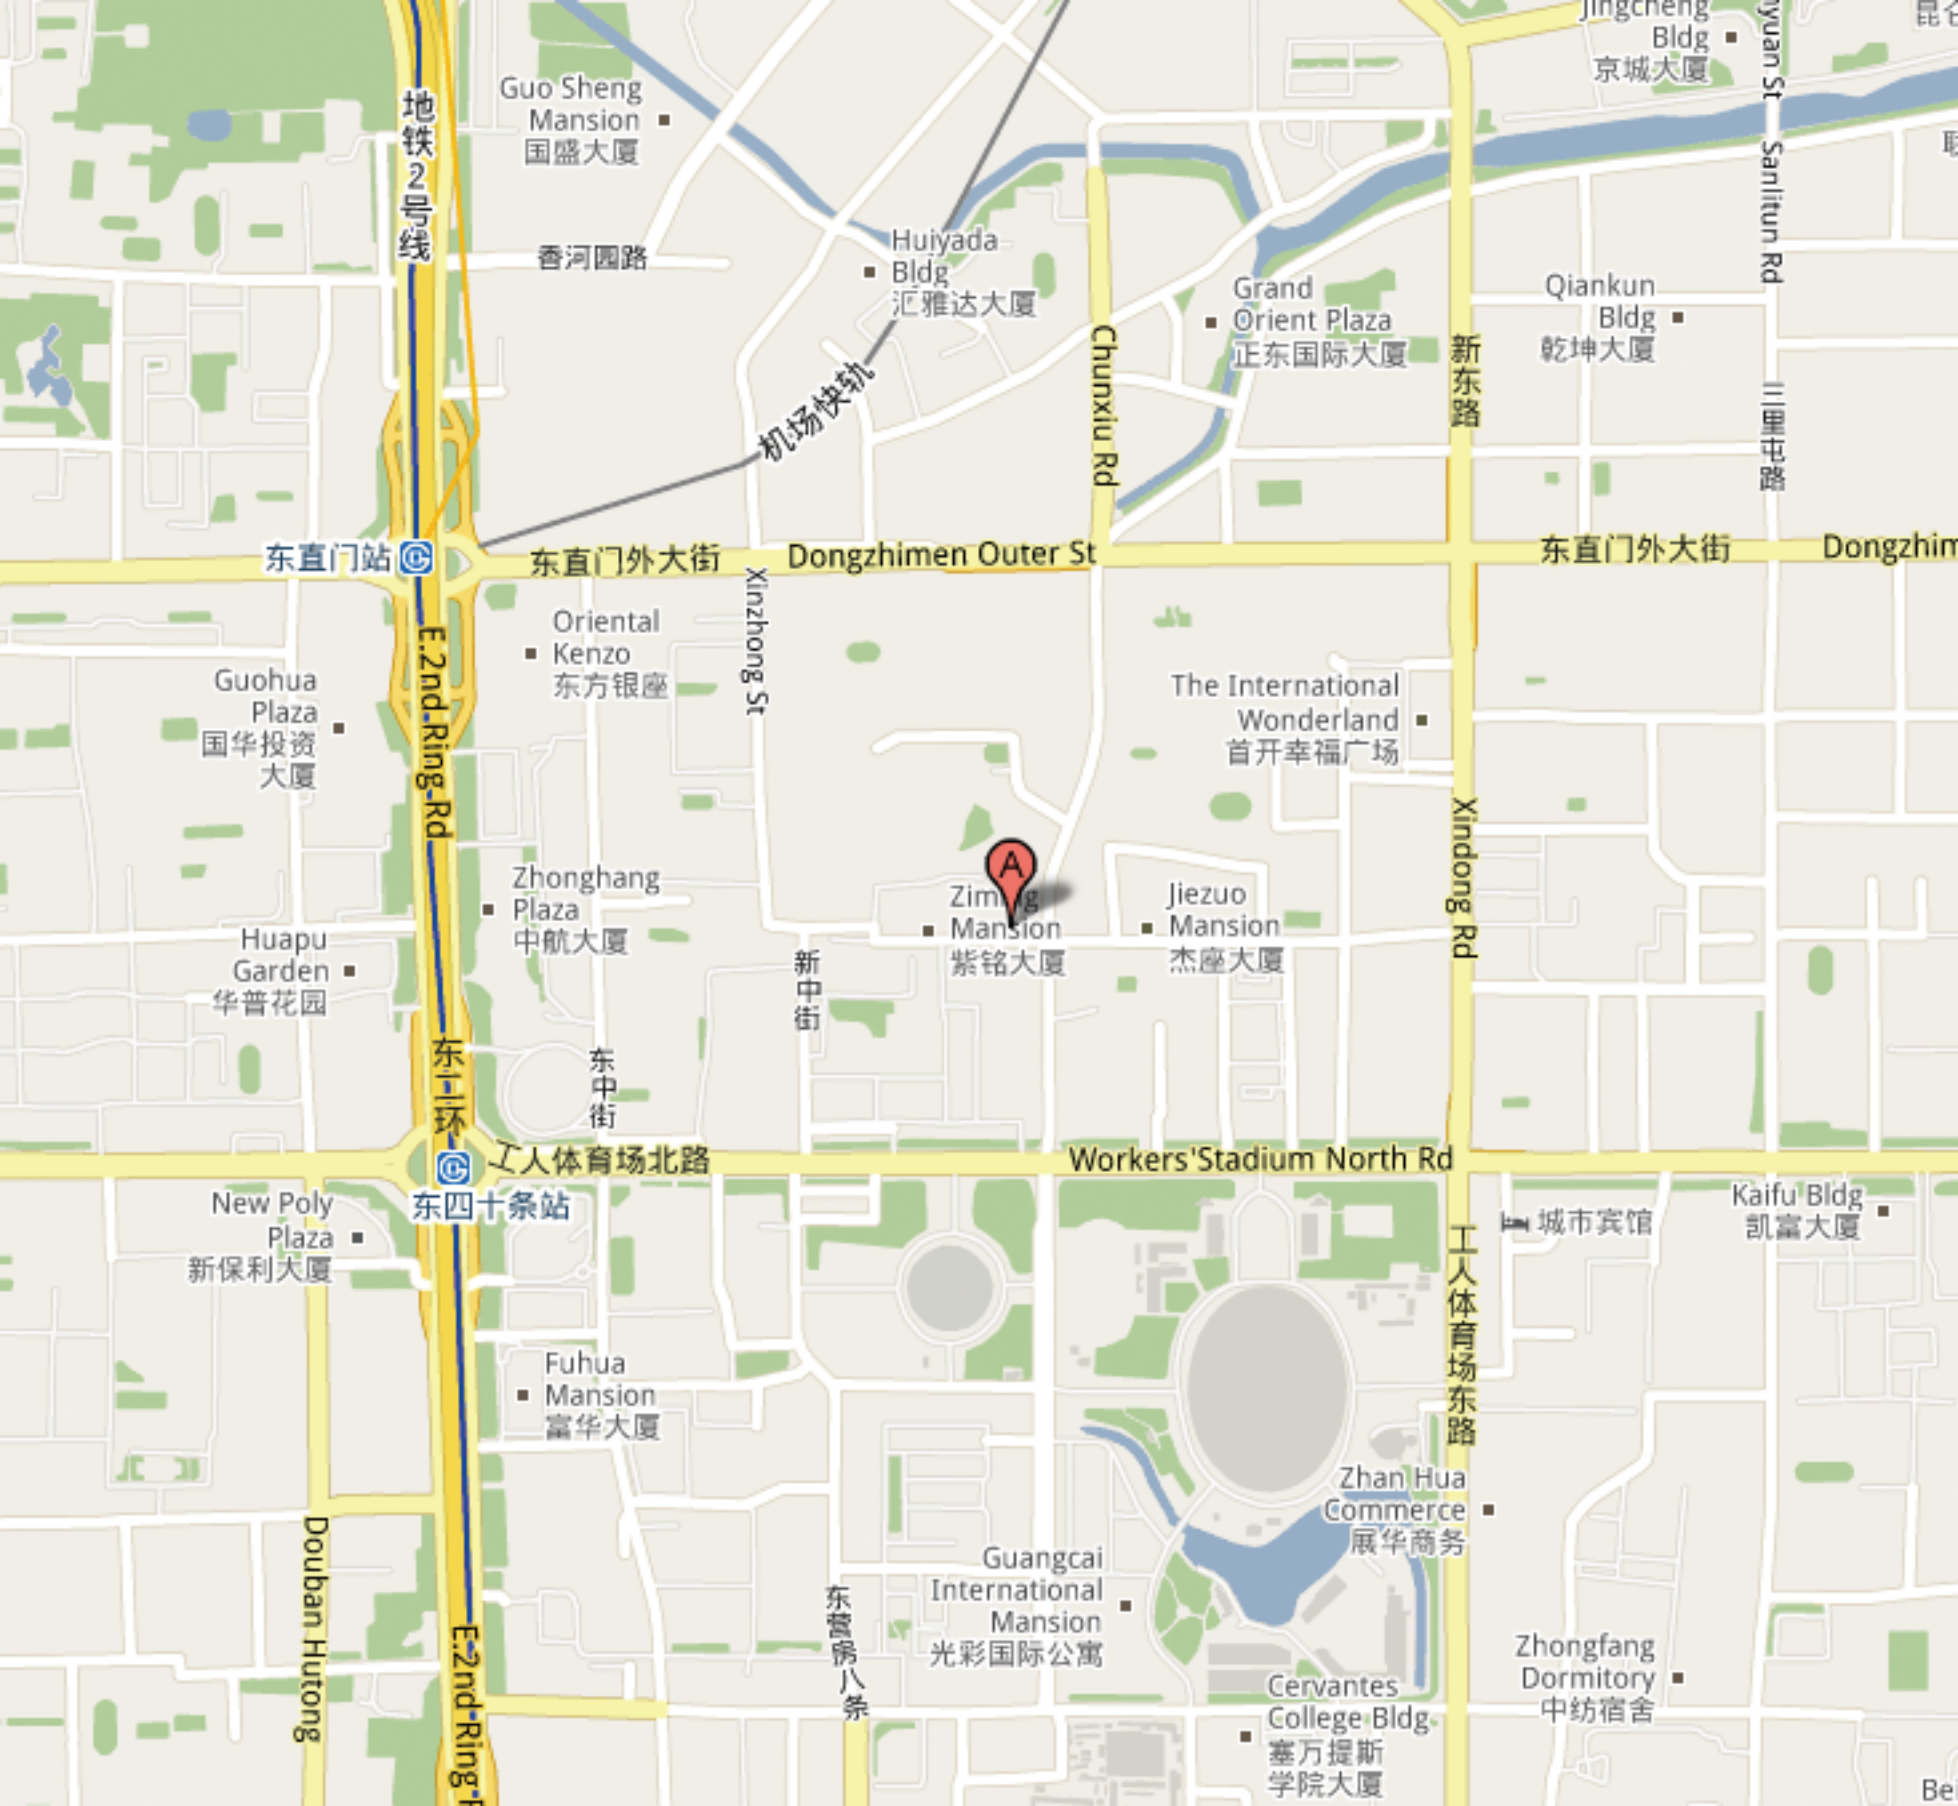 Jingcheng
Bldg
京城大厦
地铁2号线
Guo Sheng
Mansion
国盛大厦
Sanlitun Rd
香河园路
Huiyada
Bldg
汇雅达大厦
Grand
Orient Plaza
正东国际大厦
Qiankun
Bldg
乾坤大厦
新东路
Chunxiu Rd
机场快轨
三里屯路
东直门站
东直门外大街
Dongzhimen Outer St
东直门外大街
Dongzhim
Xinzhong St
Oriental
Kenzo
东方银座
E.2nd Ring Rd
Guohua
Plaza
国华投资
大厦
The International
Wonderland
首开幸福广场
Xindong Rd
A
Zhonghang
Plaza
中航大厦
Ziming
Mansion
紫铭大厦
Jiezuo
Mansion
杰座大厦
Huapu
Garden
华普花园
新中街
东二环
东中街
工人体育场北路
Workers'Stadium North Rd
东四十条站
New Poly
Plaza
新保利大厦
城市宾馆
Kaifu Bldg
凯富大厦
工人体育场东路
Fuhua
Mansion
富华大厦
Zhan Hua
Commerce
展华商务
Douban Hutong
Guangcai
International
Mansion
光彩国际公寓
东营房八条
E.2nd Ring
Zhongfang
Dormitory
中纺宿舍
Cervantes
College Bldg
塞万提斯
学院大厦
Bei